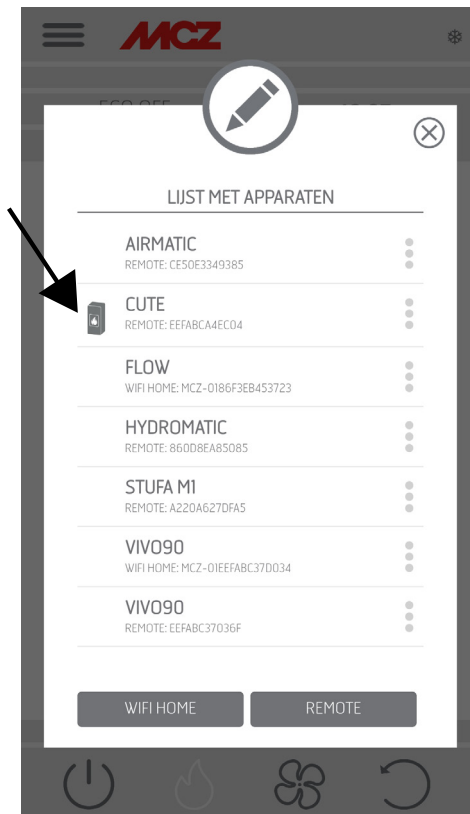 MCZ
LIJST MET APPARATEN
AIRMATIC
REMOTE: CE50E3349385
CUTE
REMOTE: EEFABCA4EC04
FLOW
WIFI HOME: MCZ-0186F3EB453723
HYDROMATIC
REMOTE: 860D8EA85085
STUFA M1
REMOTE: A220A627DFA5
VIVO90
WIFI HOME: MCZ-01EEFABC37D034
VIVO90
REMOTE: EEFABC37036F
WIFI HOME
REMOTE